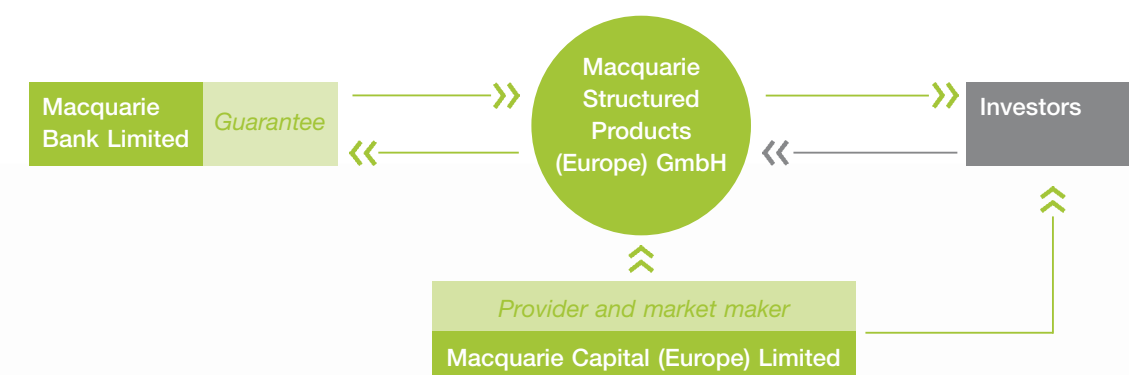 Macquarie
Bank Limited
Guarantee
Macquarie
Structured
Products
(Europe) GmbH
Investors
Provider and market maker
Macquarie Capital (Europe) Limited